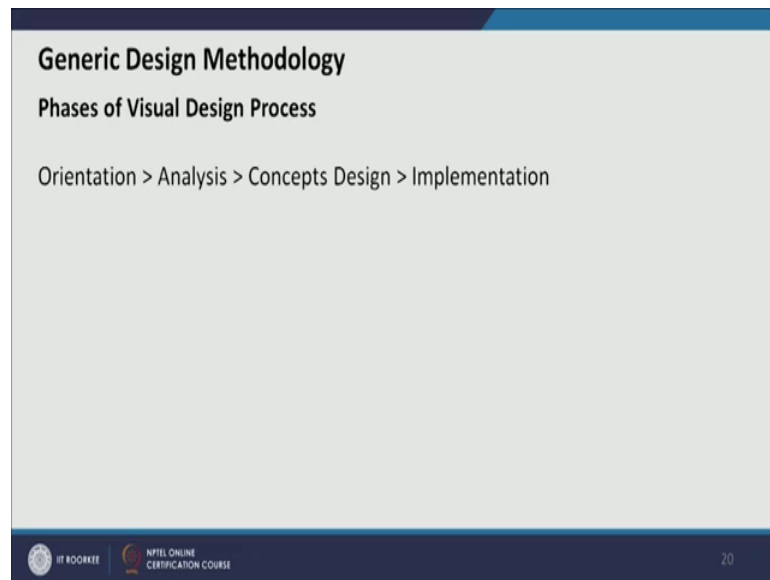 Generic Design Methodology
Phases of Visual Design Process
Orientation > Analysis > Concepts Design > Implementation
IIT ROORKEE
NPTEL ONLINE
CERTIFICATION COURSE
20